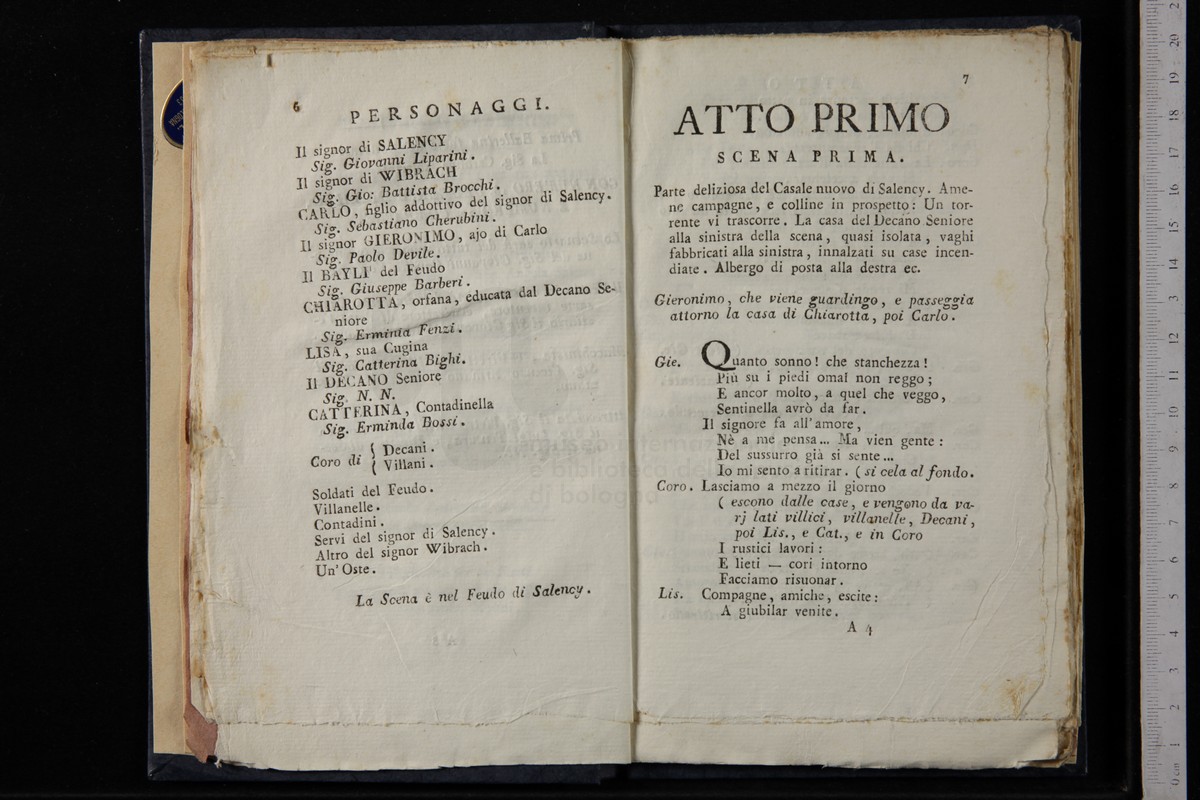 6
PERSONAGGI.
Il signor di SALENCY
Sig. Giovanni Liparini.
Il signor di WIBRACH
Sig. Gio: Battista Brocchi.
CARLO, figlio addottivo del signor di Salency.
Sig. Sebastiano Cherubini.
Il signor GIERONIMO, ajo di Carlo
Sig. Paolo Devile.
Il BAYLI' del Feudo
Sig. Giuseppe Barberi.
CHIAROTTA, orfana, educata dal Decano Se-
niore
Sig. Erminia Fenzi.
LISA, sua Cugina
Sig. Catterina Bighi.
Il DECANO Seniore
Sig. N. N.
CATTERINA, Contadinella
Sig. Erminda Bossi.
Coro di { Decani.
{ Villani.
Soldati del Feudo.
Villanelle.
Contadini.
Servi del signor di Salency.
Altro del signor Wibrach.
Un' Oste.
La Scena è nel Feudo di Salency.
7
ATTO PRIMO
SCENA PRIMA.
Parte deliziosa del Casale nuovo di Salency. Ame-
ne campagne, e colline in prospetto: Un tor-
rente vi trascorre. La casa del Decano Seniore
alla sinistra della scena, quasi isolata, vaghi
fabbricati alla sinistra, innalzati su case incen-
diate. Albergo di posta alla destra ec.
Gieronimo, che viene guardingo, e passeggia
attorno la casa di Chiarotta, poi Carlo.
Gie. Quanto sonno! che stanchezza!
Più su i piedi omai non reggo;
E ancor molto, a quel che veggo,
Sentinella avrò da far.
Il signore fa all'amore,
Nè a me pensa... Ma vien gente:
Del sussurro già si sente...
Io mi sento a ritirar. ( si cela al fondo.
Coro. Lasciamo a mezzo il giorno
( escono dalle case, e vengono da va-
rj lati villici, villanelle, Decani,
poi Lis., e Cat., e in Coro
I rustici lavori:
E lieti — cori intorno
Facciamo risuonar.
Lis. Compagne, amiche, escite:
A giubilar venite.
A 4
museo internaz
e biblioteca della
di bologna